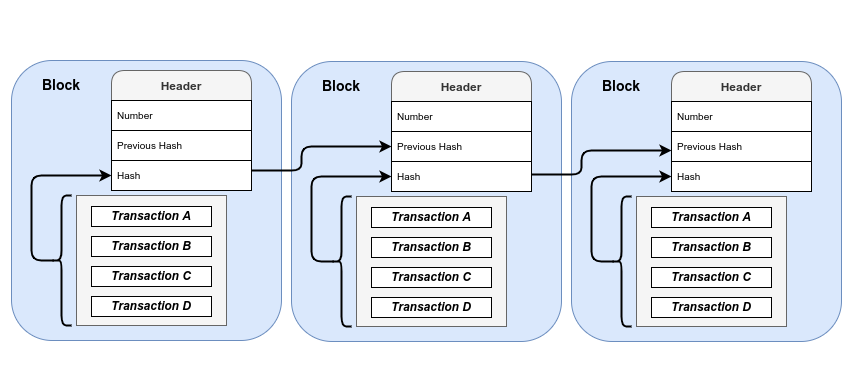 Block
Header
Number
Previous Hash
Hash
Transaction A
Transaction B
Transaction C
Transaction D
Block
Header
Number
Previous Hash
Hash
Transaction A
Transaction B
Transaction C
Transaction D
Block
Header
Number
Previous Hash
Hash
Transaction A
Transaction B
Transaction C
Transaction D